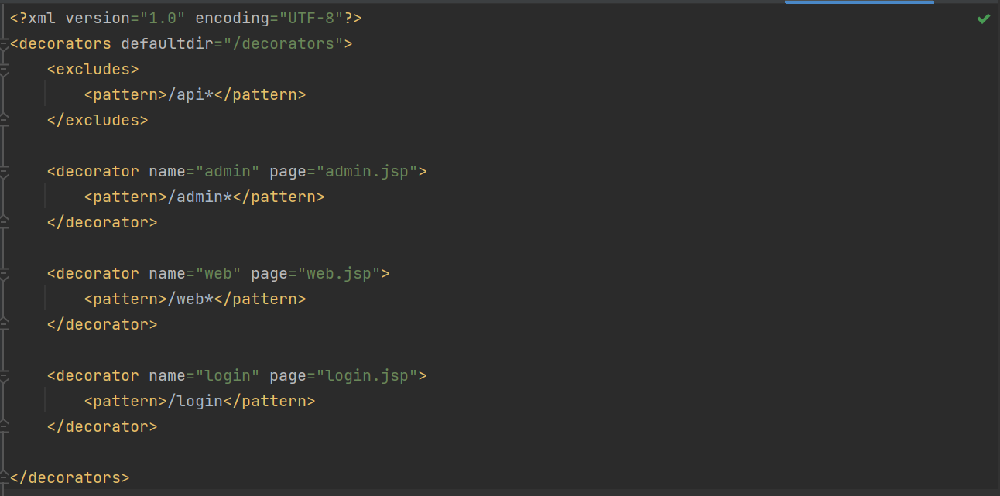 <?xml version="1.0" encoding="UTF-8"?>
<decorators defaultdir="/decorators">
    <excludes>
        <pattern>/api*</pattern>
    </excludes>

    <decorator name="admin" page="admin.jsp">
        <pattern>/admin*</pattern>
    </decorator>

    <decorator name="web" page="web.jsp">
        <pattern>/web*</pattern>
    </decorator>

    <decorator name="login" page="login.jsp">
        <pattern>/login</pattern>
    </decorator>

</decorators>